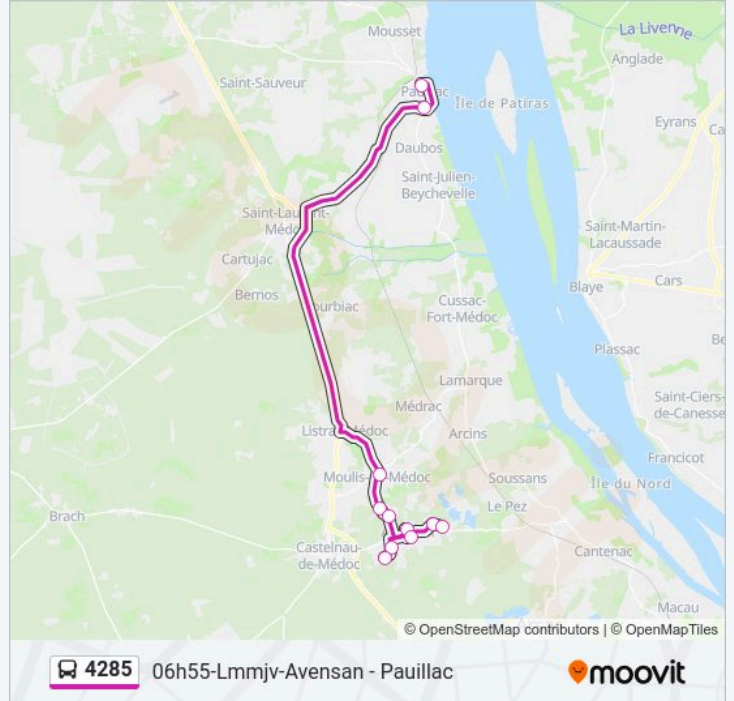 Mousset
La Livenne
Anglade
Saint-Sauveur
Île de Patiras
Eyrans
Daubos
Saint-Julien-
Beychevelle
Saint-Laurent-
Médoc
Saint-Martin-
Lacaussade
Cartujac
Bernos
Cars
Blaye
Cussac-
Fort-Médoc
Plassac
Lamarque
Saint-Ciers-
de-Canesse
Médrac
Arcins
Francicot
Soussans
Île du Nord
Le Pez
Brach
Castelnau-
de-Médoc
Cantenac
Macau
© OpenStreetMap contributors | © OpenMapTiles
4285 06h55-Lmmjv-Avensan - Pauillac
moovit